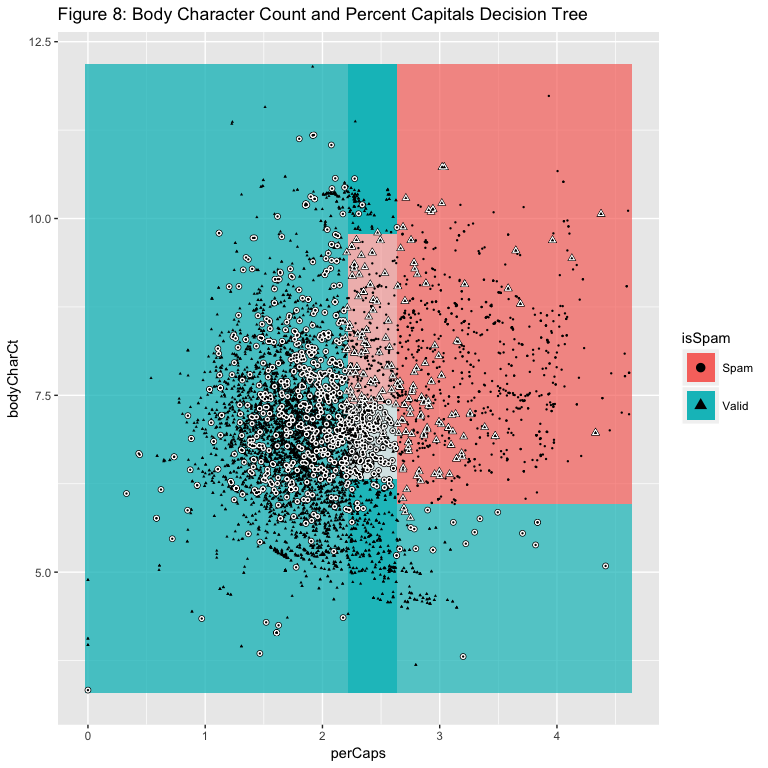 Figure 8: Body Character Count and Percent Capitals Decision Tree
12.5
10.0
7.5
5.0
bodyCharCt
0 1 2 3 4
perCaps
isSpam
Spam
Valid